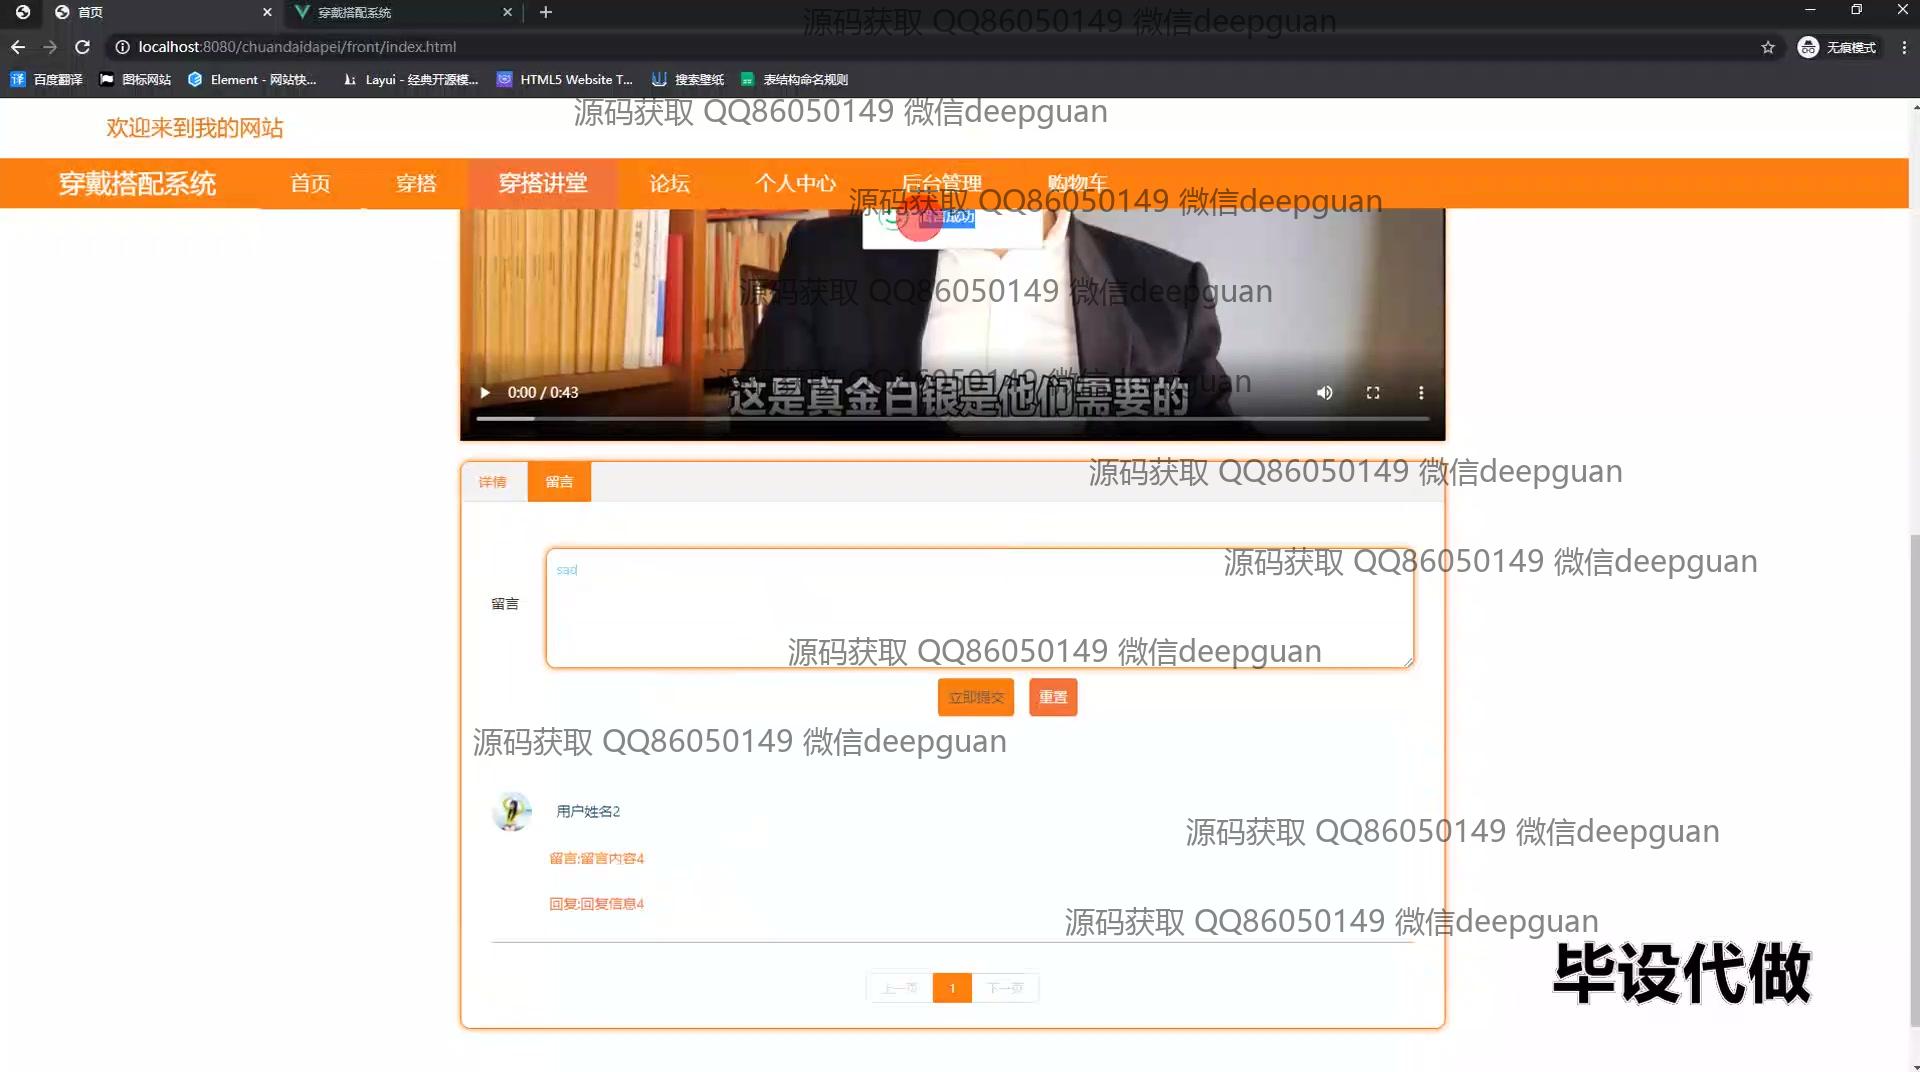 首页
穿戴搭配系统
源码获取 QQ86050149 微信deepguan
localhost:8080/chuandaidapei/front/index.html
无痕模式
百度翻译
图标网站
Element - 网站快...
Layui - 经典开源模...
HTML5 Website T...
搜索壁纸
表结构命名规则
源码获取 QQ86050149 微信deepguan
欢迎来到我的网站
穿戴搭配系统
首页
穿搭
穿搭讲堂
论坛
个人中心
后台管理
购物车
源码获取 QQ86050149 微信deepguan
留言成功
源码获取 QQ86050149 微信deepguan
源码获取 QQ86050149 微信deepguan
0:00 / 0:43
这是真金白银是他们需要的
详情
留言
源码获取 QQ86050149 微信deepguan
源码获取 QQ86050149 微信deepguan
sad
留言
源码获取 QQ86050149 微信deepguan
立即提交
重置
源码获取 QQ86050149 微信deepguan
用户姓名2
源码获取 QQ86050149 微信deepguan
留言:留言内容4
回复:回复信息4
源码获取 QQ86050149 微信deepguan
毕设代做
上一页
1
下一页